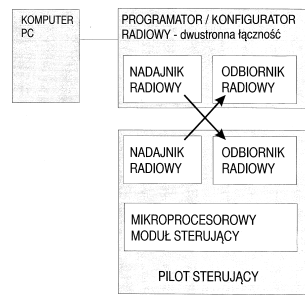 KOMPUTER
PC
PROGRAMATOR / KONFIGURATOR
RADIOWY - dwustronna łączność
NADAJNIK
RADIOWY
ODBIORNIK
RADIOWY
NADAJNIK
RADIOWY
ODBIORNIK
RADIOWY
MIKROPROCESOROWY
MODUŁ STERUJĄCY
PILOT STERUJĄCY